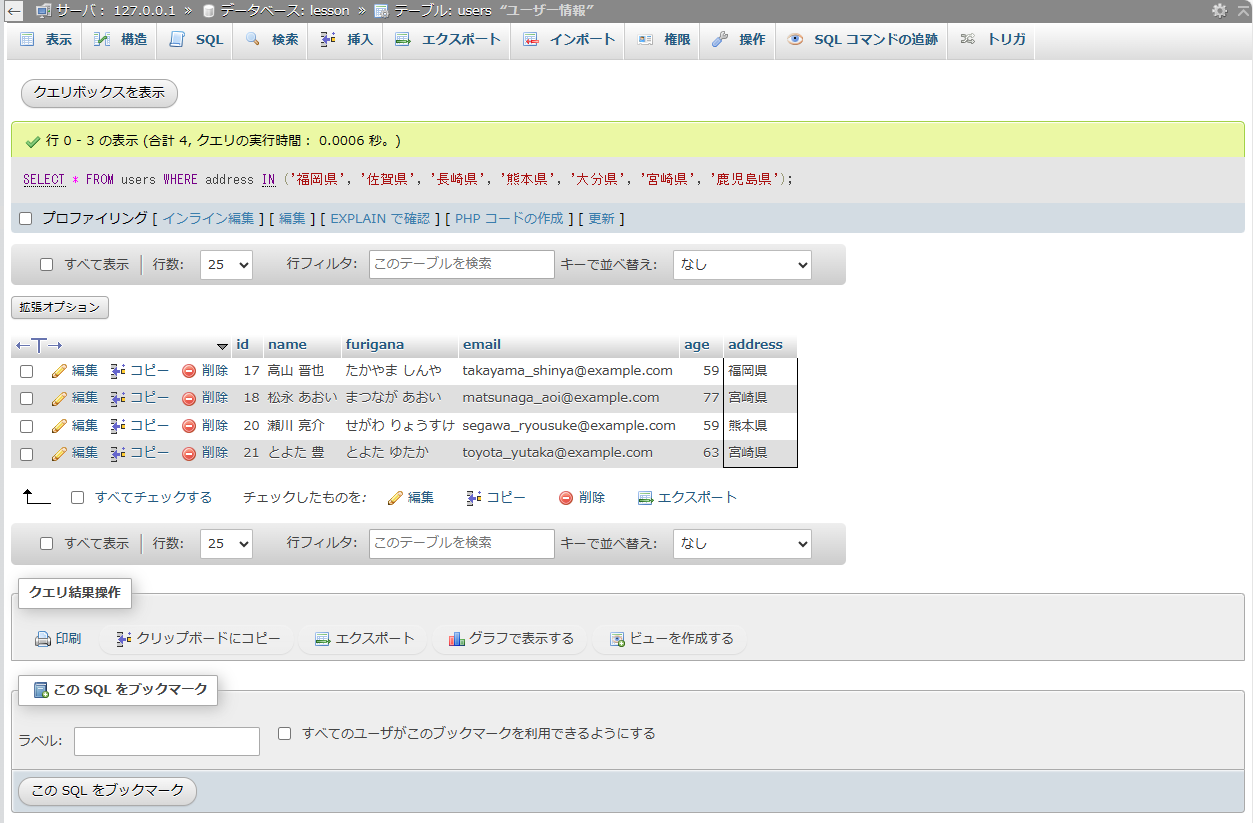 サーバ: 127.0.0.1 » データベース: lesson » テーブル: users “ユーザー情報”
表示 構造 SQL 検索 挿入 エクスポート インポート 権限 操作 SQL コマンドの追跡 トリガ
クエリボックスを表示
行 0 - 3 の表示 (合計 4, クエリの実行時間： 0.0006 秒。)
SELECT * FROM users WHERE address IN ('福岡県', '佐賀県', '長崎県', '熊本県', '大分県', '宮崎県', '鹿児島県');
プロファイリング [ インライン編集 ] [ 編集 ] [ EXPLAIN で確認 ] [ PHP コードの作成 ] [ 更新 ]
すべて表示 行数: 25 行フィルタ: このテーブルを検索 キーで並べ替え: なし
拡張オプション
←T→ id name furigana email age address
編集 コピー 削除 17 高山 晋也 たかやま しんや takayama_shinya@example.com 59 福岡県
編集 コピー 削除 18 松永 あおい まつなが あおい matsunaga_aoi@example.com 77 宮崎県
編集 コピー 削除 20 瀬川 亮介 せがわ りょうすけ segawa_ryousuke@example.com 59 熊本県
編集 コピー 削除 21 とよた 豊 とよた ゆたか toyota_yutaka@example.com 63 宮崎県
すべてチェックする チェックしたものを: 編集 コピー 削除 エクスポート
すべて表示 行数: 25 行フィルタ: このテーブルを検索 キーで並べ替え: なし
クエリ結果操作
印刷 クリップボードにコピー エクスポート グラフで表示する ビューを作成する
この SQL をブックマーク
ラベル: すべてのユーザがこのブックマークを利用できるようにする
この SQL をブックマーク